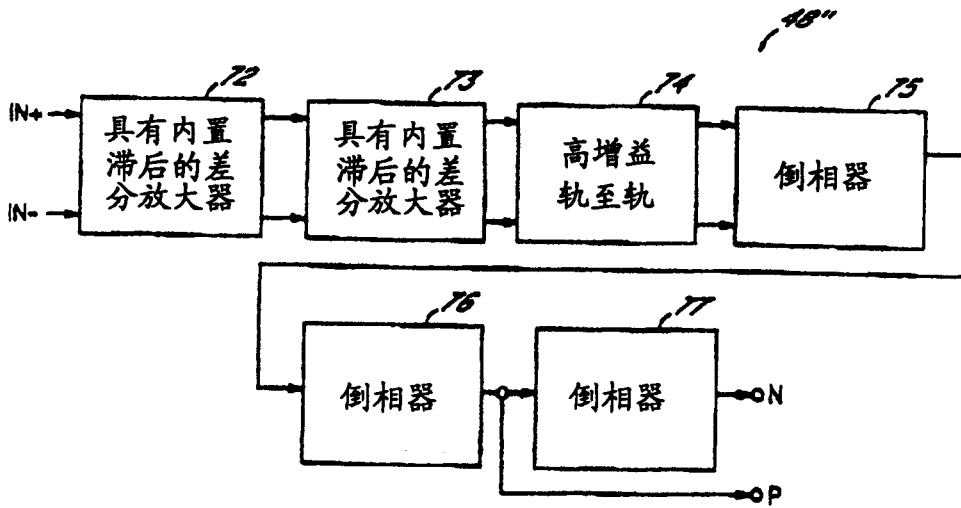 48"
72
73
74
75
IN+
IN-
具有内置
滞后的差
分放大器
具有内置
滞后的差
分放大器
高增益
轨至轨
倒相器
76
77
倒相器
倒相器
N
P